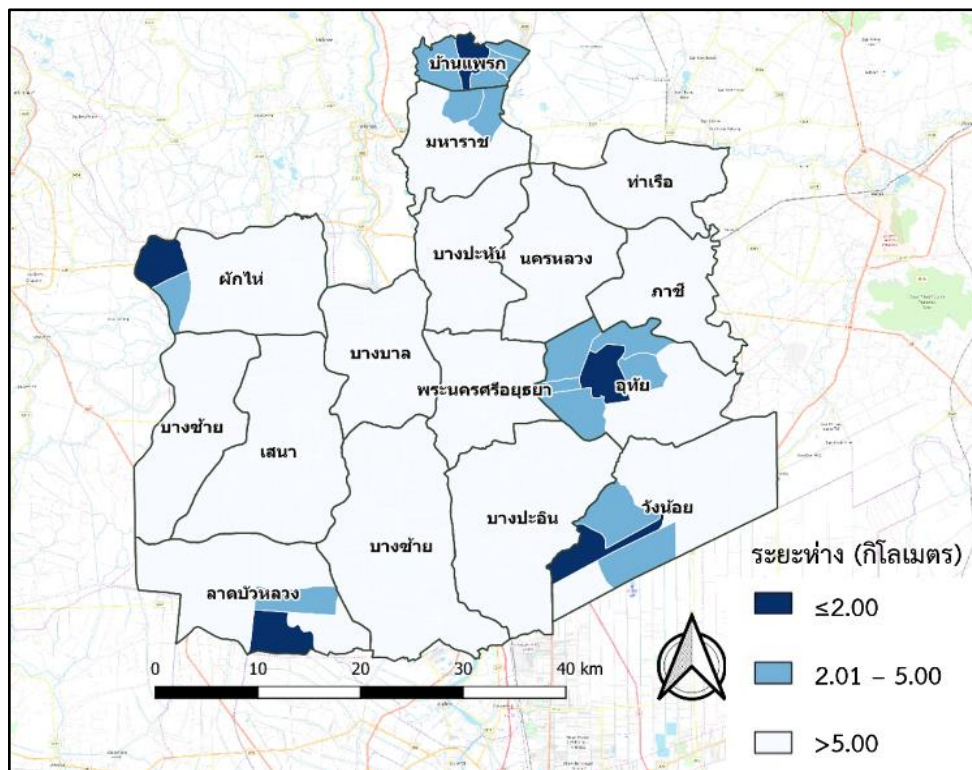 บ้านแพรก
มหาราช
ท่าเรือ
บางปะหัน
นครหลวง
ผักไห่
ภาชี
บางบาล
พระนครศรีอยุธยา
อุทัย
บางซ้าย
เสนา
วังน้อย
บางปะอิน
บางซ้าย
ลาดบัวหลวง
ระยะห่าง (กิโลเมตร)
≤2.00
2.01 – 5.00
>5.00
0 10 20 30 40 km